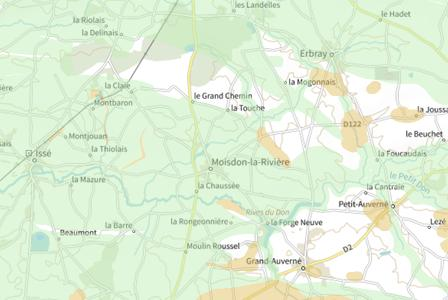 les Landelles
la Riolais
le Hadet
la Delinais
Erbray
la Mogonnais
la Claie
le Grand Chemin
Montbaron
la Touche
la Joussa
D122
le Beuchet
Montjouan
la Thiolais
Issé
Moisdon-la-Rivière
la Foucaudais
le Petit Don
la Mazure
la Chaussée
la Contraie
Petit-Auverné
Rives du Don
la Rongeonnière
la Forge Neuve
Lezé
la Barre
Beaumont
Moulin Roussel
D2
Grand-Auverné